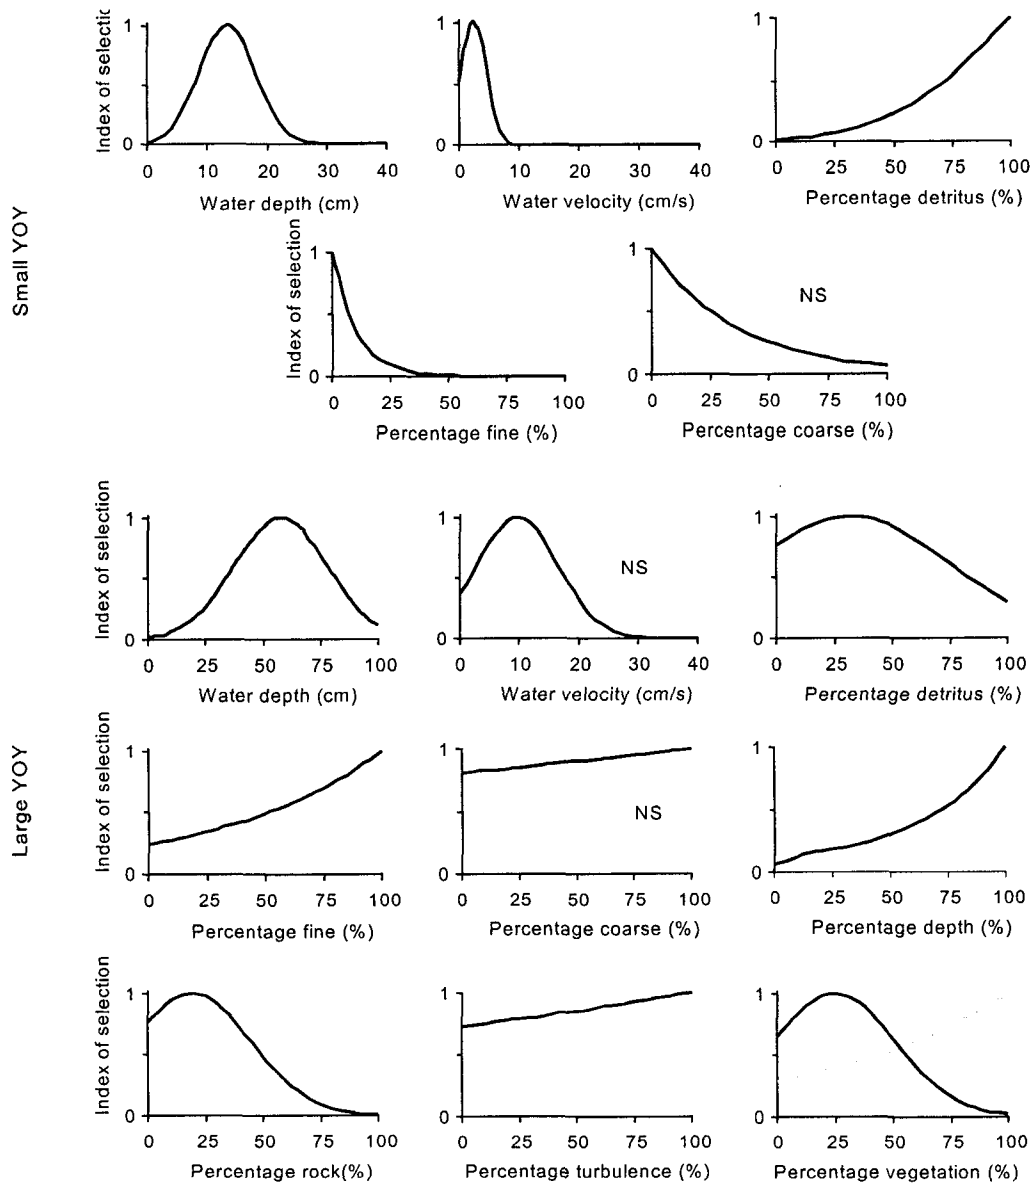 Small YOY
Index of selectic
1
0
0 10 20 30 40
Water depth (cm)
1
0
0 10 20 30 40
Water velocity (cm/s)
1
0
0 25 50 75 100
Percentage detritus (%)
Index of selection
1
0
0 25 50 75 100
Percentage fine (%)
1
0
NS
0 25 50 75 100
Percentage coarse (%)
Large YOY
Index of selection
1
0
0 25 50 75 100
Water depth (cm)
1
0
NS
0 10 20 30 40
Water velocity (cm/s)
1
0
0 25 50 75 100
Percentage detritus (%)
Index of selection
1
0
0 25 50 75 100
Percentage fine (%)
1
0
NS
0 25 50 75 100
Percentage coarse (%)
1
0
0 25 50 75 100
Percentage depth (%)
Index of selection
1
0
0 25 50 75 100
Percentage rock(%)
1
0
0 25 50 75 100
Percentage turbulence (%)
1
0
0 25 50 75 100
Percentage vegetation (%)